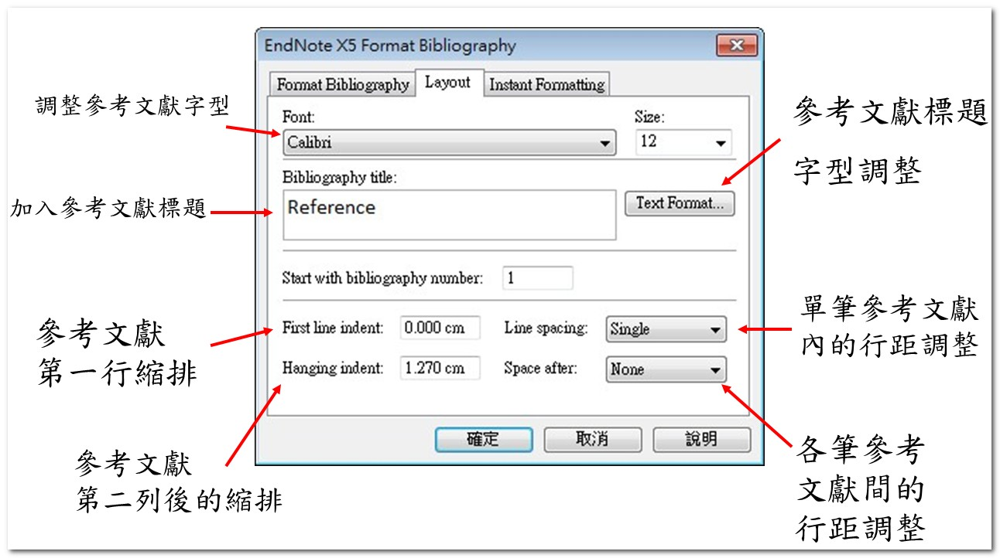 EndNote X5 Format Bibliography
Format Bibliography
Layout
Instant Formatting
調整參考文獻字型
Font:
Size:
Calibri
12
參考文獻標題
字型調整
Bibliography title:
加入參考文獻標題
Reference
Text Format...
Start with bibliography number:
1
參考文獻
第一行縮排
First line indent:
0.000 cm
Line spacing:
Single
單筆參考文獻
內的行距調整
Hanging indent:
1.270 cm
Space after:
None
確定
取消
說明
參考文獻
第二列後的縮排
各筆參考
文獻間的
行距調整